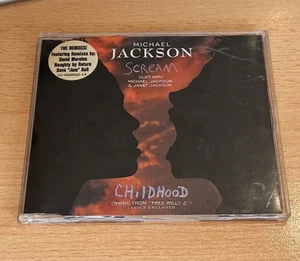 THE REMIXES!
Featuring Remixes by:
David Morales
Naughty by Nature
Dave "Jam" Hall
MICHAEL
JACKSON
SCREAM
DUET WITH
MICHAEL JACKSON
& JANET JACKSON
CHILDHOOD
(THEME FROM "FREE WILLY 2")
LYRICS ENCLOSED